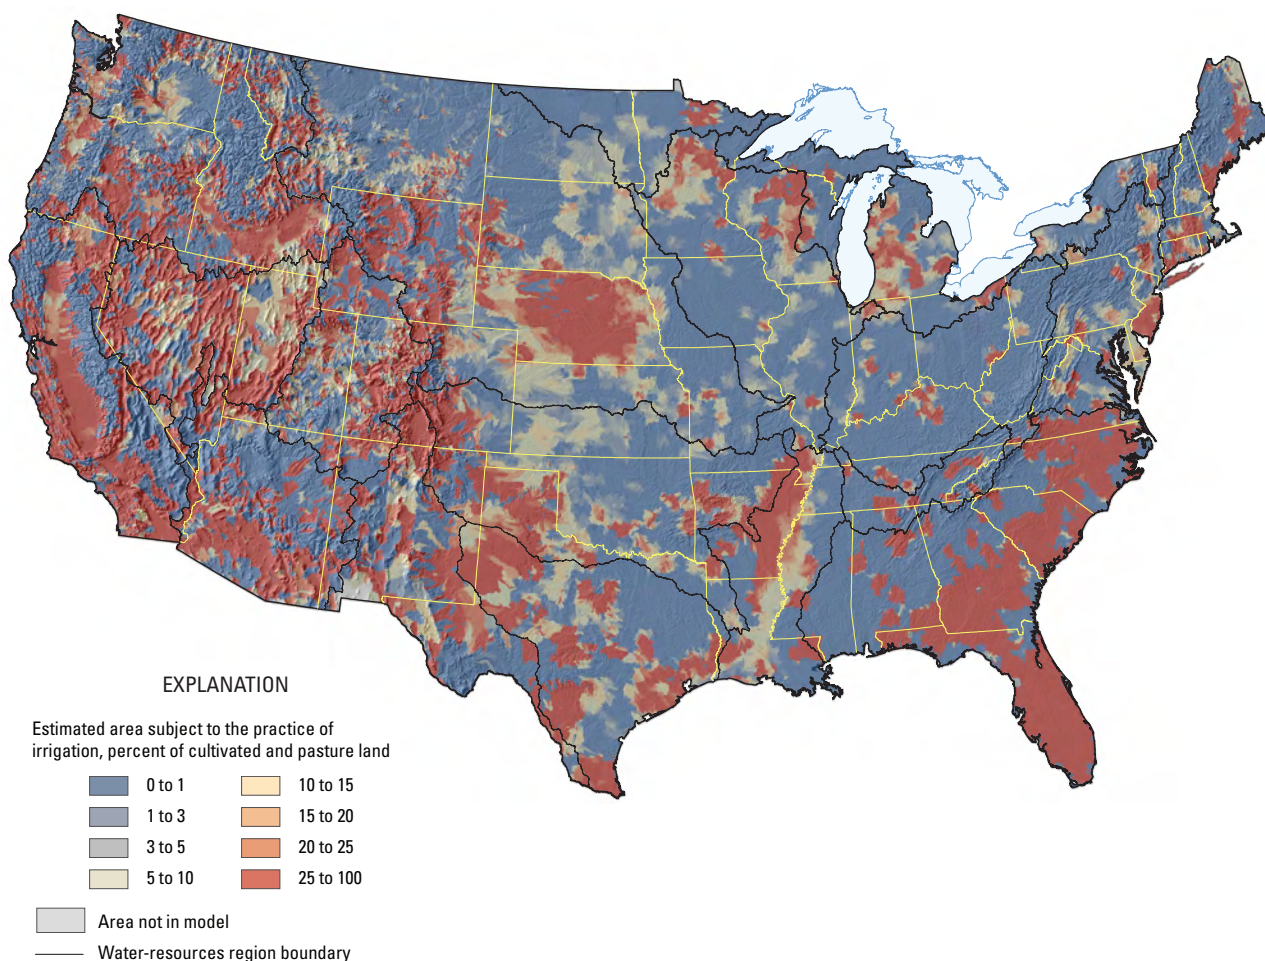 EXPLANATION
Estimated area subject to the practice of
irrigation, percent of cultivated and pasture land
0 to 1
1 to 3
3 to 5
5 to 10
10 to 15
15 to 20
20 to 25
25 to 100
Area not in model
Water-resources region boundary